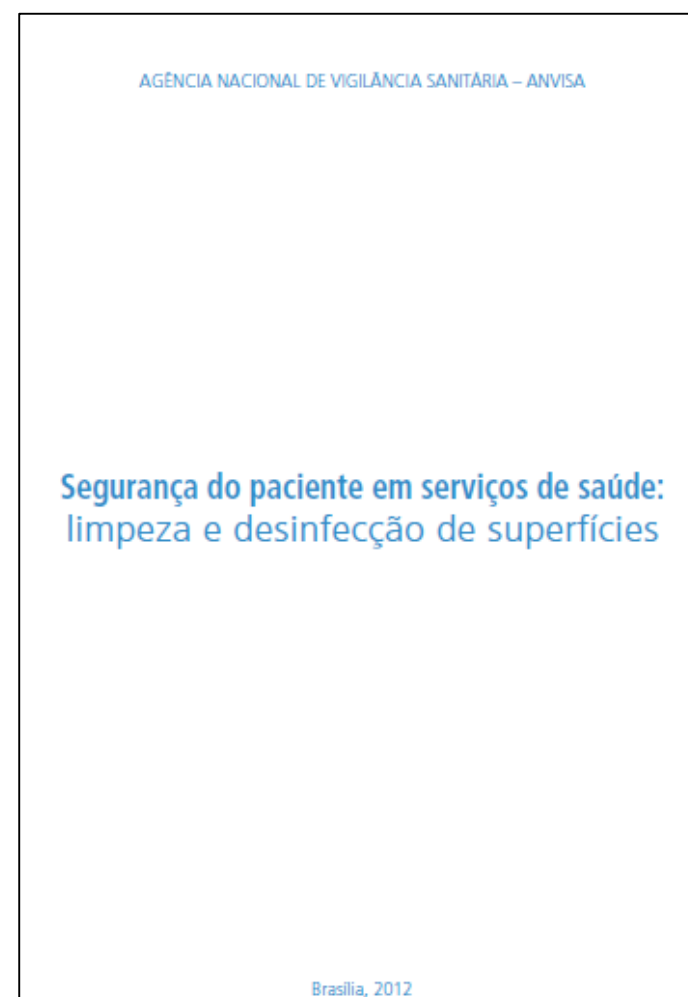 AGÊNCIA NACIONAL DE VIGILÂNCIA SANITÁRIA – ANVISA
Segurança do paciente em serviços de saúde:
limpeza e desinfecção de superfícies
Brasília, 2012